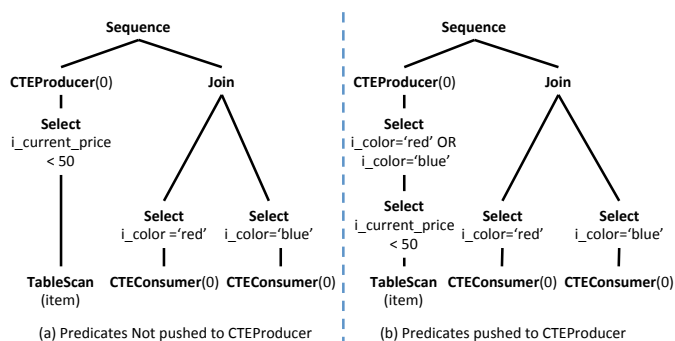 Sequence
CTEProducer(0)
Join
Select
i_current_price
< 50
Select
i_color =‘red’
Select
i_color=‘blue’
TableScan
(item)
CTEConsumer(0)
CTEConsumer(0)
(a) Predicates Not pushed to CTEProducer
Sequence
CTEProducer(0)
Join
Select
i_color=‘red’ OR
i_color=‘blue’
Select
i_current_price
< 50
Select
i_color=‘red’
Select
i_color=‘blue’
TableScan
(item)
CTEConsumer(0)
CTEConsumer(0)
(b) Predicates pushed to CTEProducer